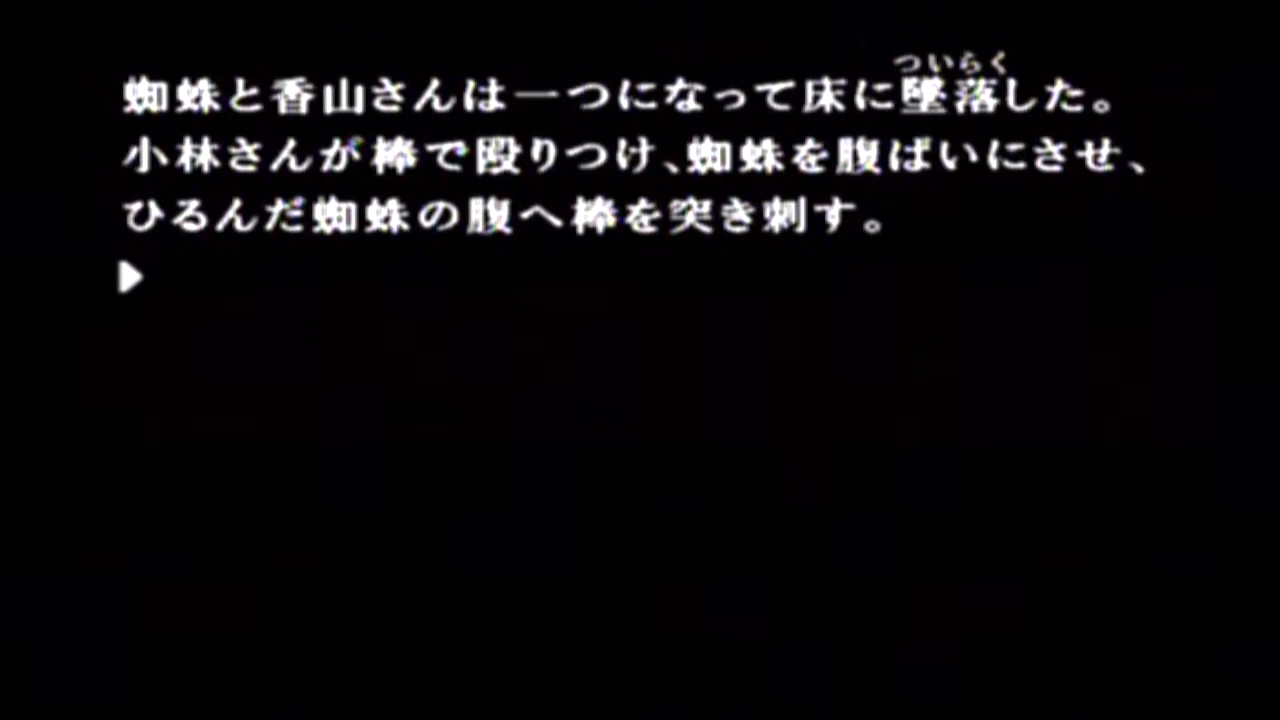 ついらく
蜘蛛と香山さんは一つになって床に墜落した。
小林さんが棒で殴りつけ、蜘蛛を腹ばいにさせ、
ひるんだ蜘蛛の腹へ棒を突き刺す。